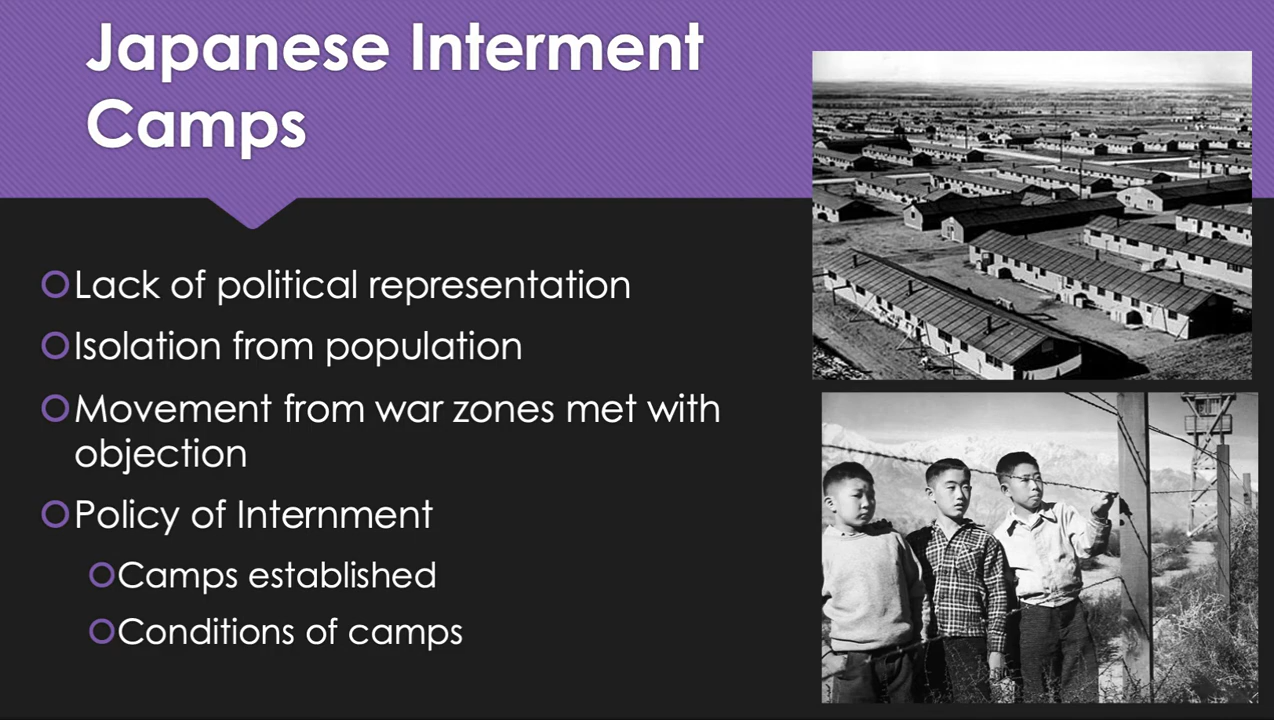 Japanese Interment
Camps
Lack of political representation
Isolation from population
Movement from war zones met with
objection
Policy of Internment
Camps established
Conditions of camps